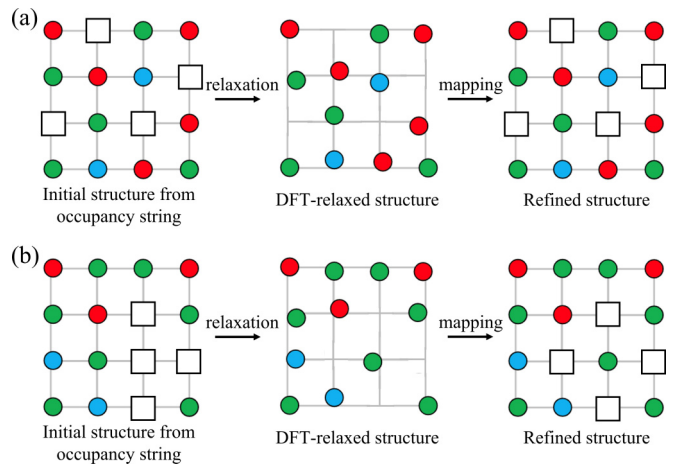 (a)
relaxation
mapping
Initial structure from
occupancy string
DFT-relaxed structure
Refined structure
(b)
relaxation
mapping
Initial structure from
occupancy string
DFT-relaxed structure
Refined structure